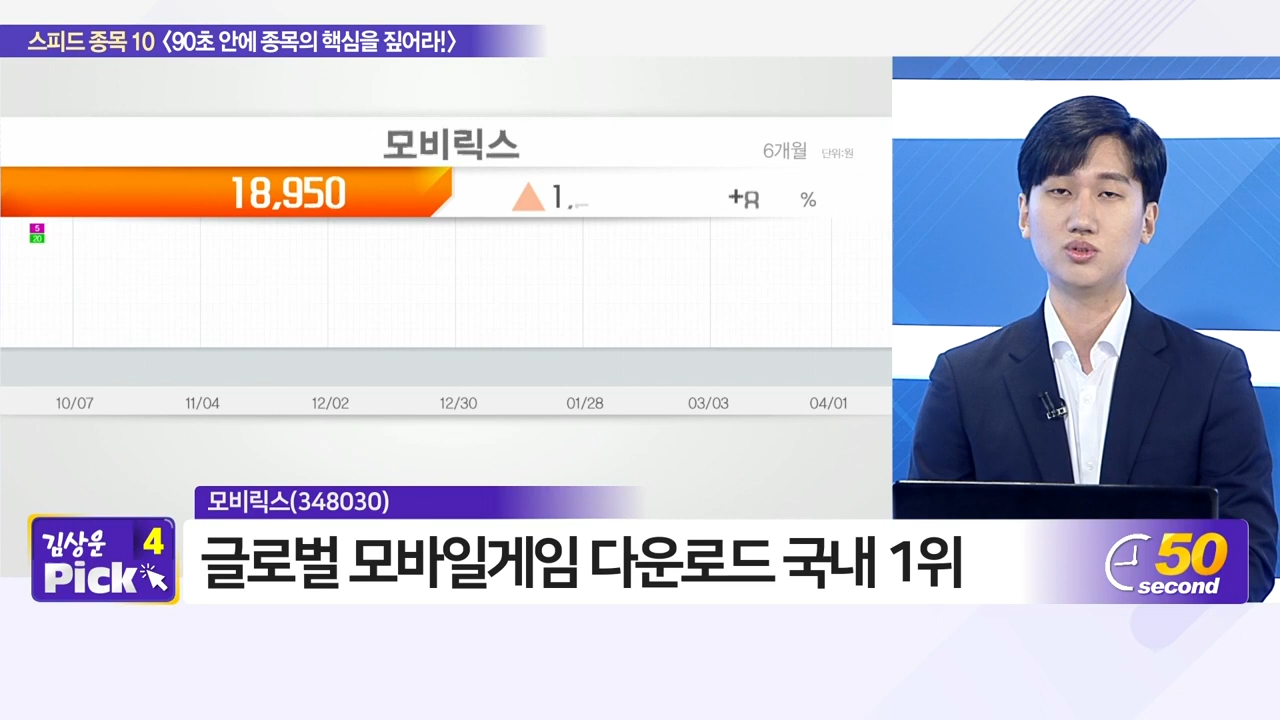 스피드 종목 10 <90초 안에 종목의 핵심을 짚어라!>
모비릭스
6개월 단위:원
18,950 ▲1, %
5
20
10/07 11/04 12/02 12/30 01/28 03/03 04/01
모비릭스(348030)
김상운 4
Pick
글로벌 모바일게임 다운로드 국내 1위
50
second